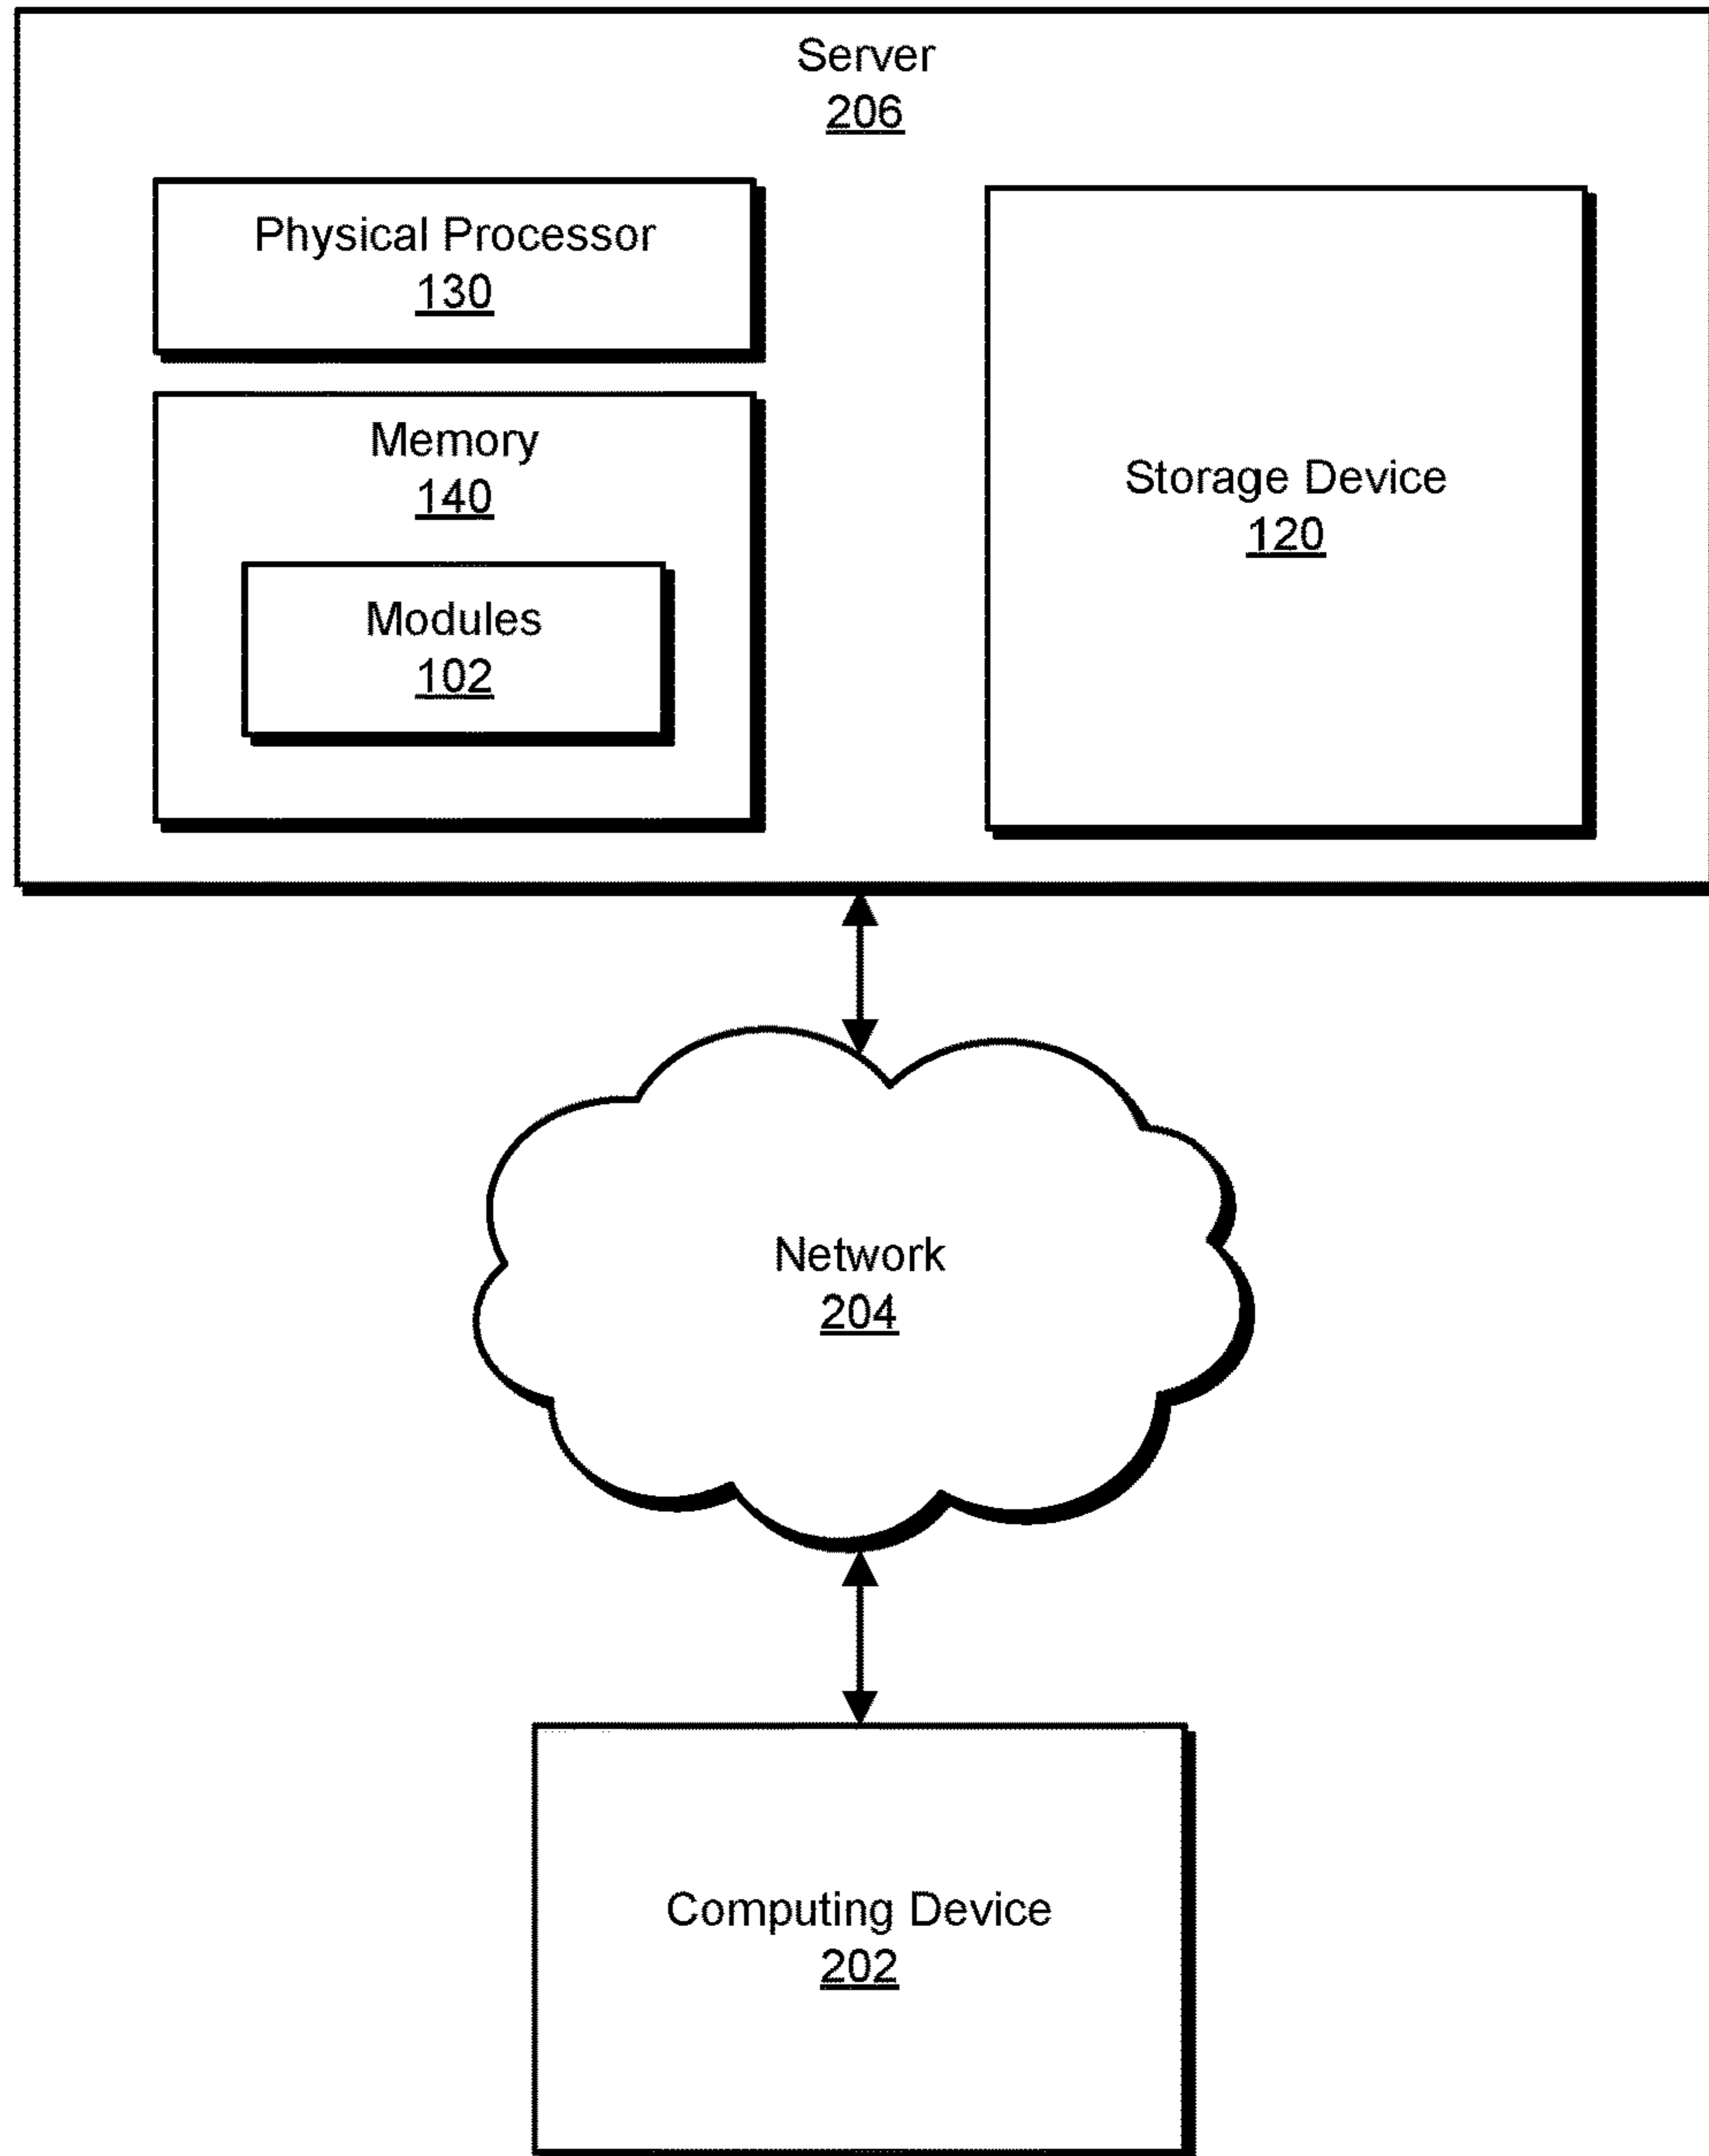 Server
206
Physical Processor
130
Memory
140
Modules
102
Storage Device
120
Network
204
Computing Device
202